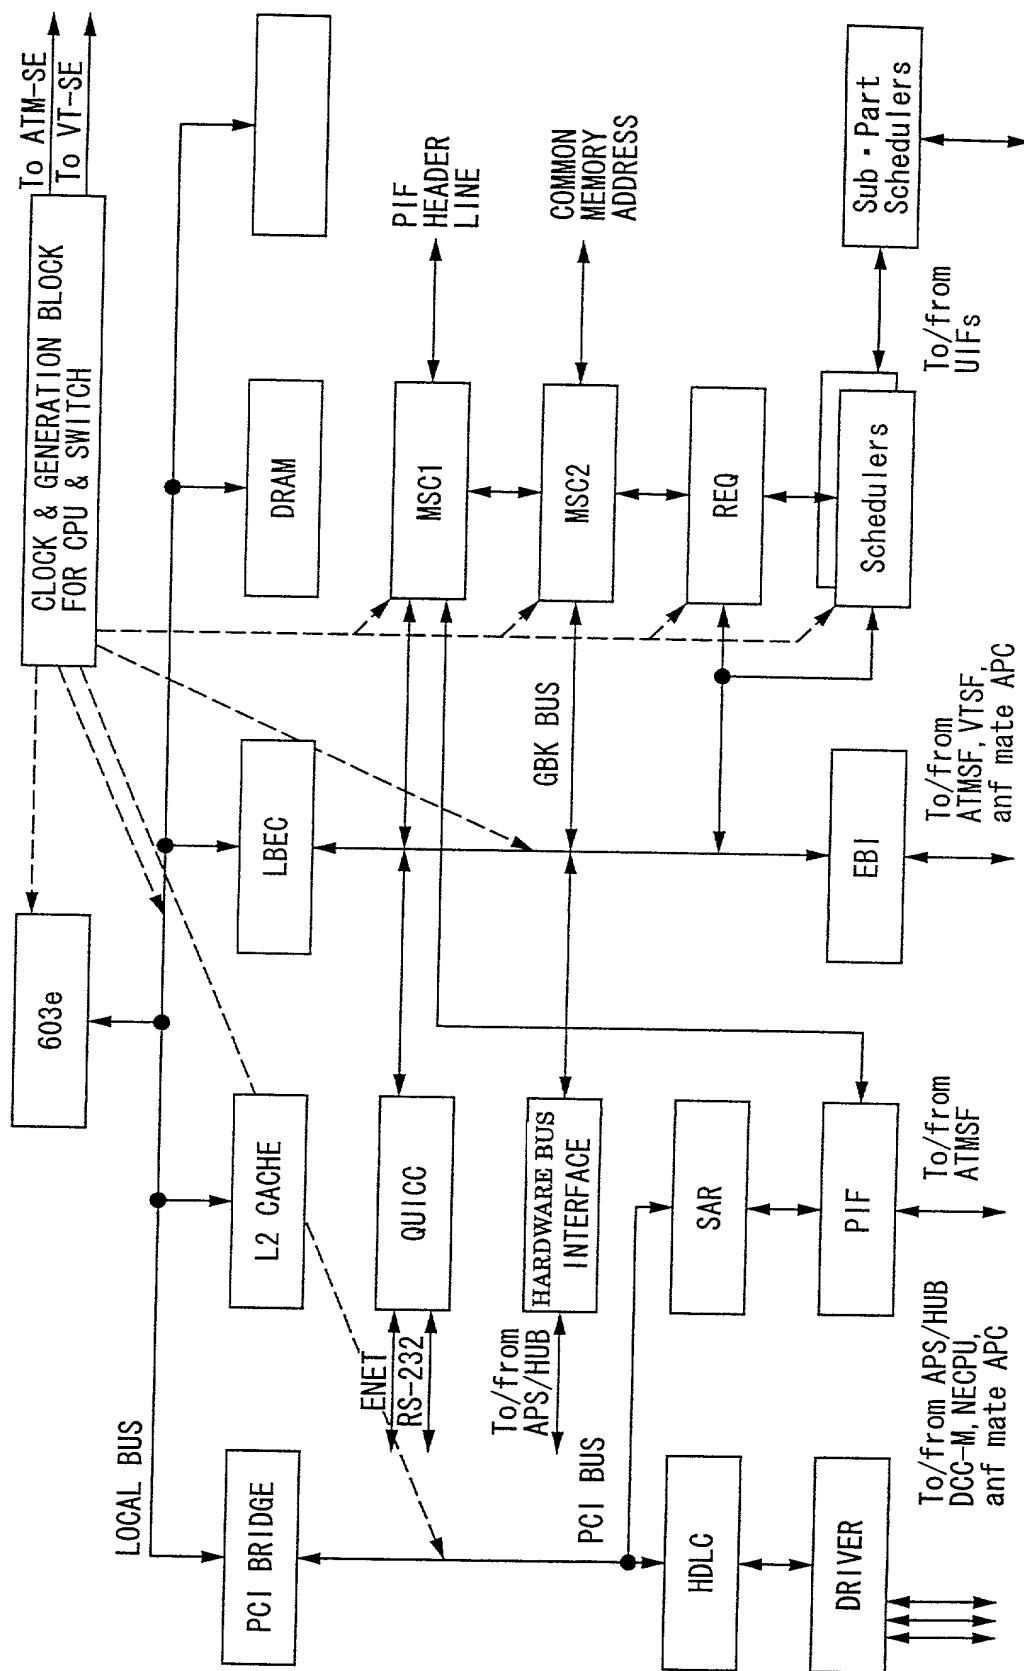 To ATM-SE
To VT-SE
CLOCK & GENERATION BLOCK
FOR CPU & SWITCH
603e
LOCAL BUS
PCI BRIDGE
L2 CACHE
LBEC
DRAM
ENET
RS-232
QUICC
MSC1
PIF
HEADER
LINE
To/from
APS/HUB
HARDWARE BUS
INTERFACE
GBK BUS
MSC2
COMMON
MEMORY
ADDRESS
PCI BUS
HDLC
SAR
REQ
DRIVER
PIF
EBI
Schedulers
Sub・Part
Schedulers
To/from APS/HUB
DCC-M, NECPU,
anf mate APC
To/from
ATMSF
To/from
ATMSF, VTSF,
anf mate APC
To/from
UIFs